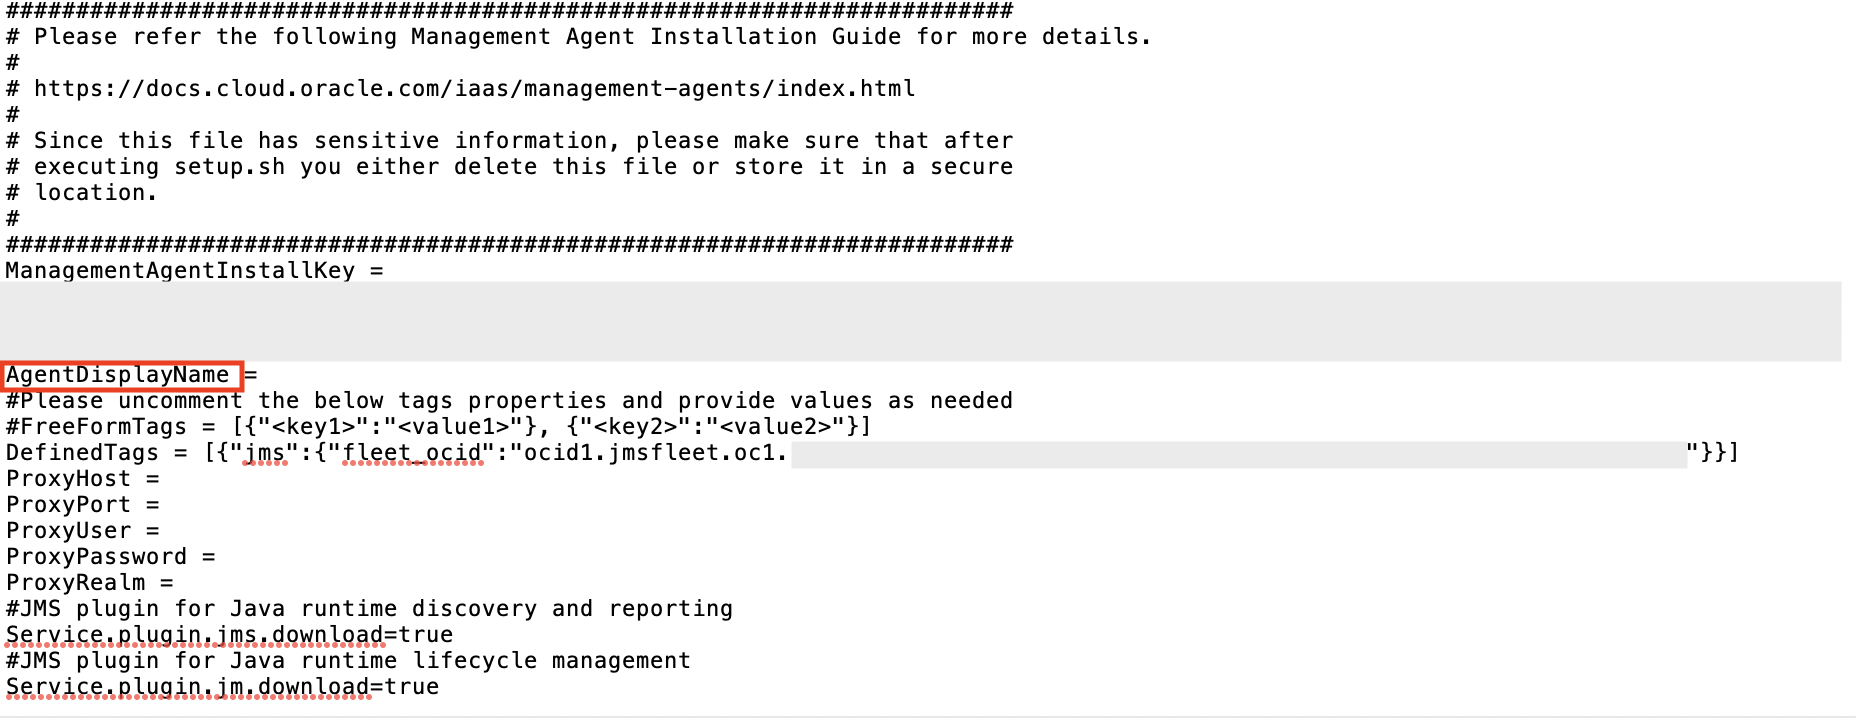 ########################################################################
# Please refer the following Management Agent Installation Guide for more details.
#
# https://docs.cloud.oracle.com/iaas/management-agents/index.html
#
# Since this file has sensitive information, please make sure that after
# executing setup.sh you either delete this file or store it in a secure
# location.
#
########################################################################
ManagementAgentInstallKey =
AgentDisplayName =
#Please uncomment the below tags properties and provide values as needed
#FreeFormTags = [{"<key1>":"<value1>"}, {"<key2>":"<value2>"}]
DefinedTags = [{"jms":{"fleet_ocid":"ocid1.jmsfleet.oc1. "}}]
ProxyHost =
ProxyPort =
ProxyUser =
ProxyPassword =
ProxyRealm =
#JMS plugin for Java runtime discovery and reporting
Service.plugin.jms.download=true
#JMS plugin for Java runtime lifecycle management
Service.plugin.jm.download=true